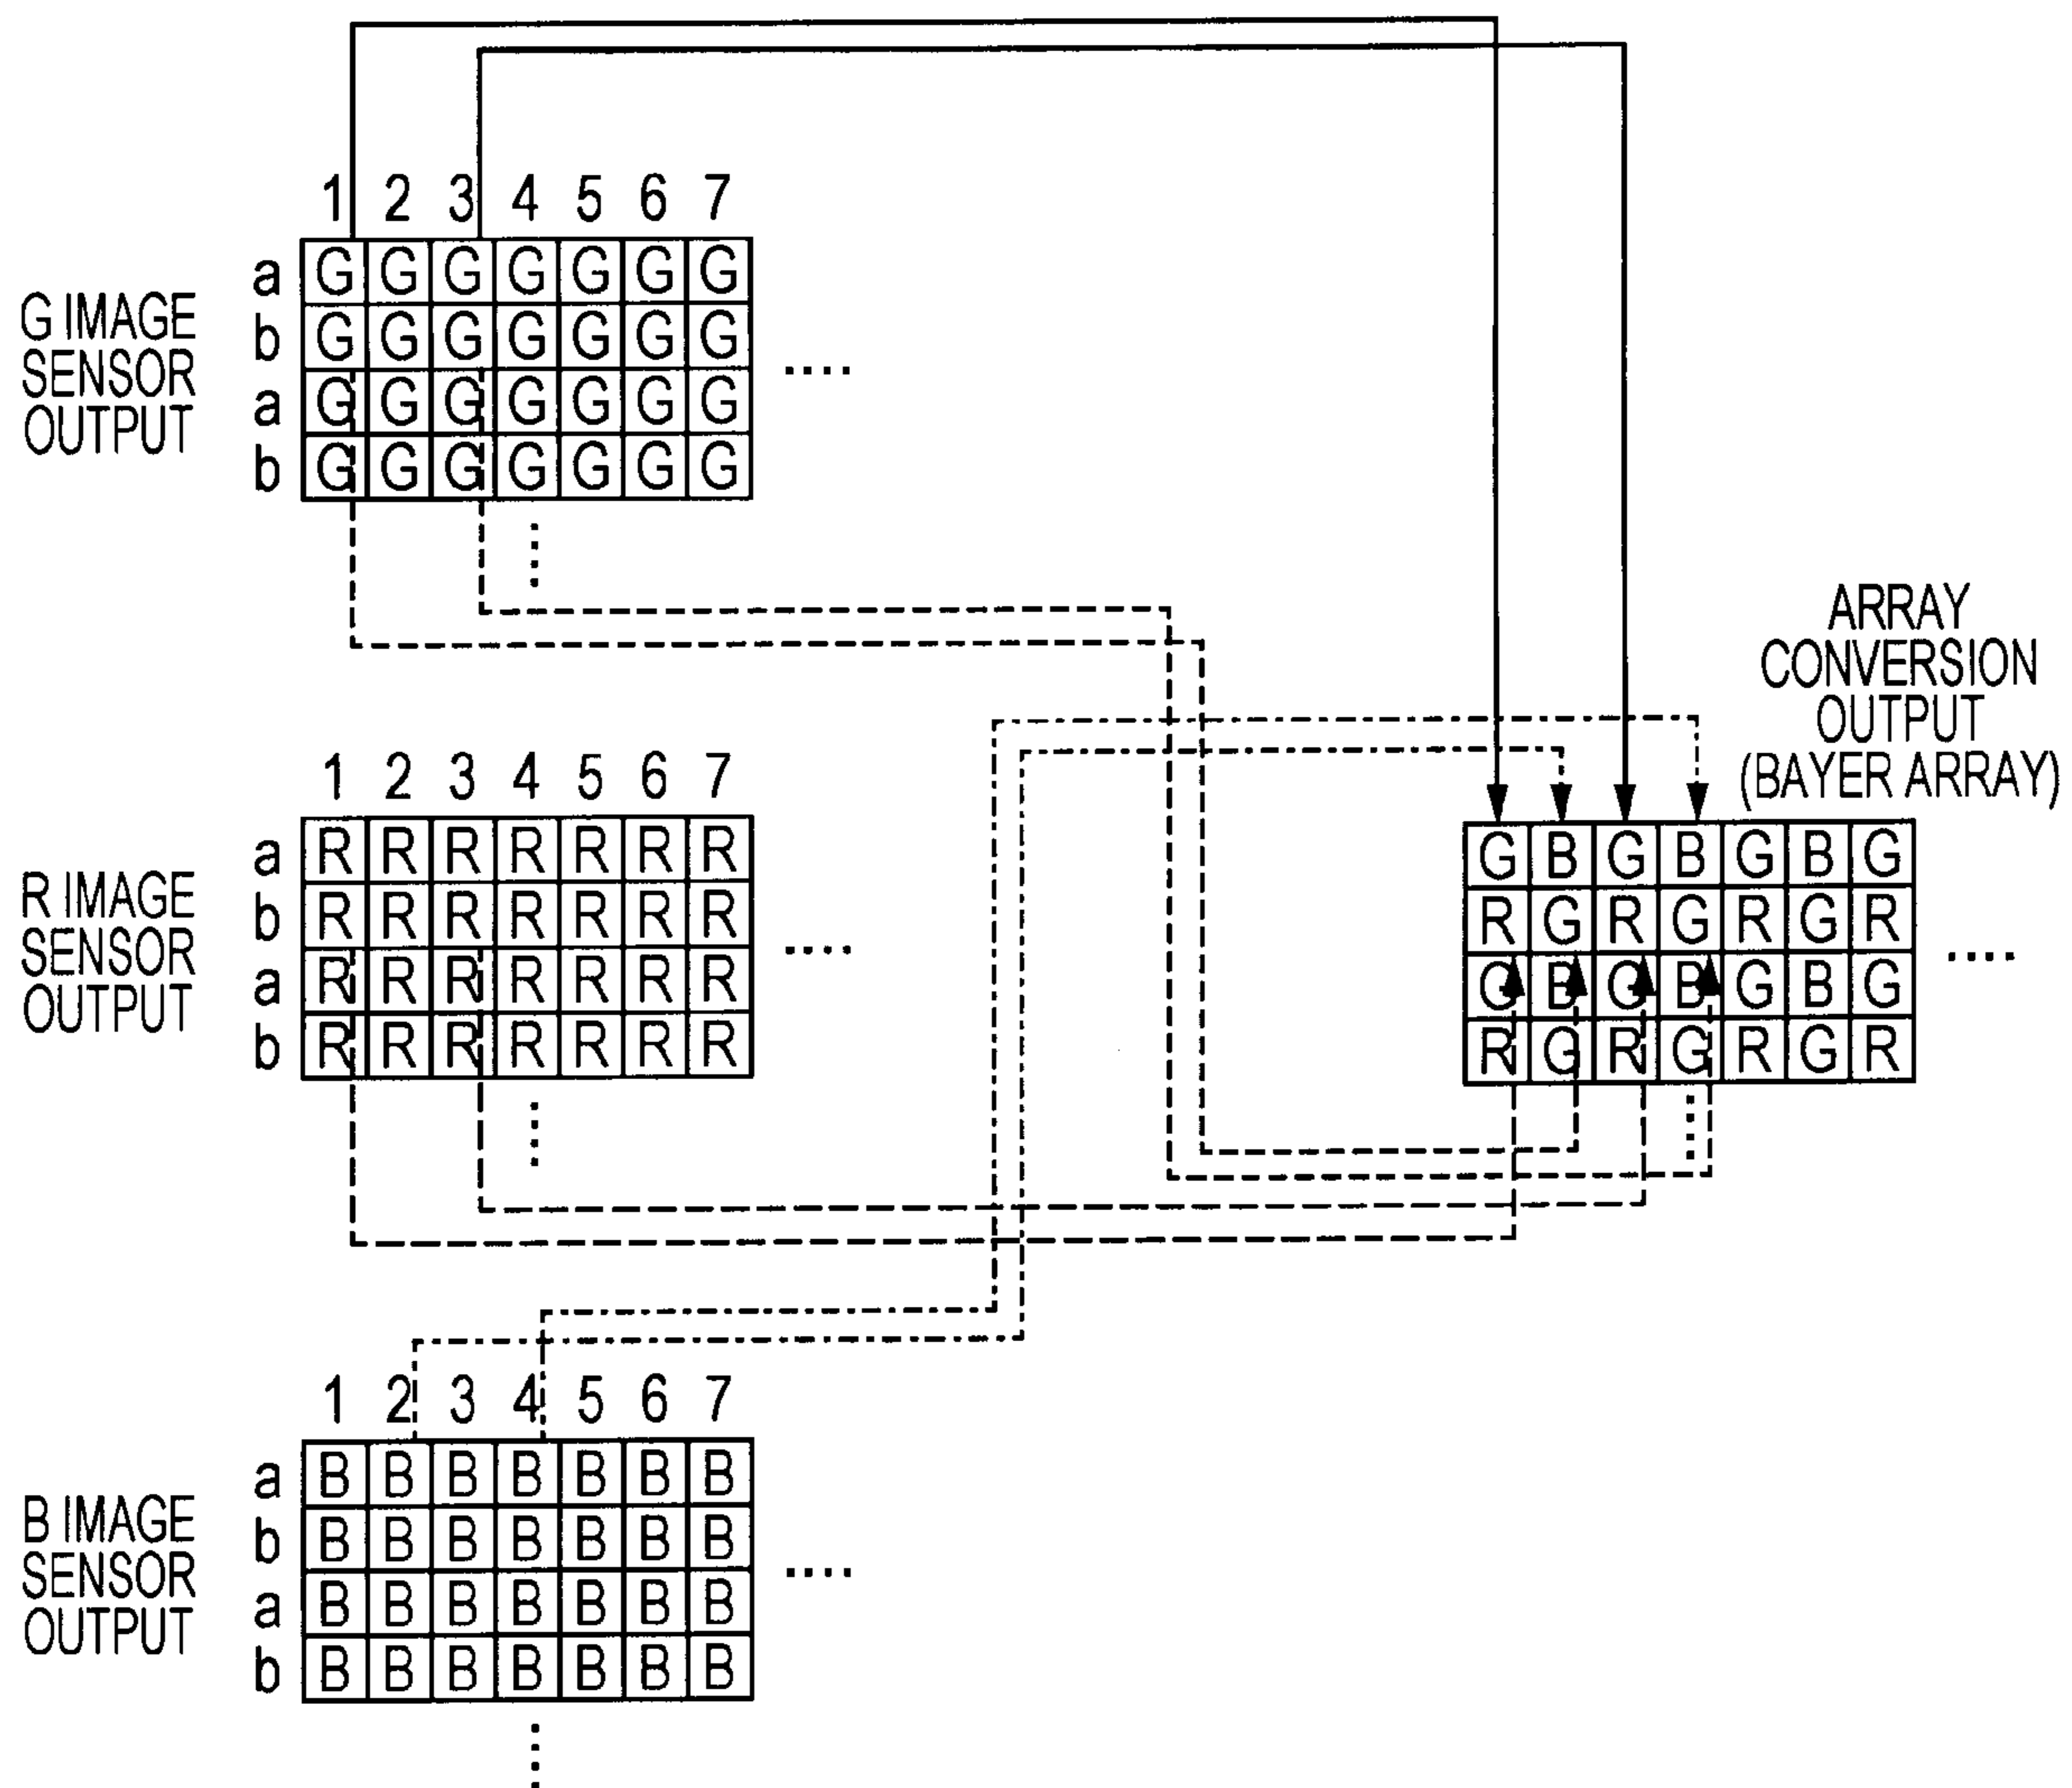 1 2 3 4 5 6 7
G IMAGE
SENSOR
OUTPUT
a G G G G G G G
b G G G G G G G
a G G G G G G G
b G G G G G G G
....
ARRAY
CONVERSION
OUTPUT
(BAYER ARRAY)
G B G B G B G
R G R G R G R
G B G B G B G
R G R G R G R
....
1 2 3 4 5 6 7
R IMAGE
SENSOR
OUTPUT
a R R R R R R R
b R R R R R R R
a R R R R R R R
b R R R R R R R
....
1 2 3 4 5 6 7
B IMAGE
SENSOR
OUTPUT
a B B B B B B B
b B B B B B B B
a B B B B B B B
b B B B B B B B
....